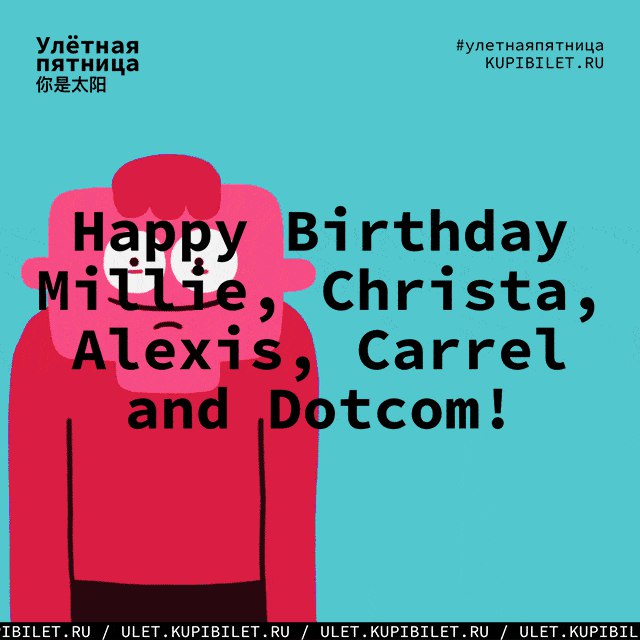 Улётная
пятница
你是太阳
#улетнаяпятница
KUPIBILET.RU
Happy Birthday
Millie, Christa,
Alexis, Carrel
and Dotcom!
IBILET.RU / ULET.KUPIBILET.RU / ULET.KUPIBILET.RU / ULET.KUPIBIL